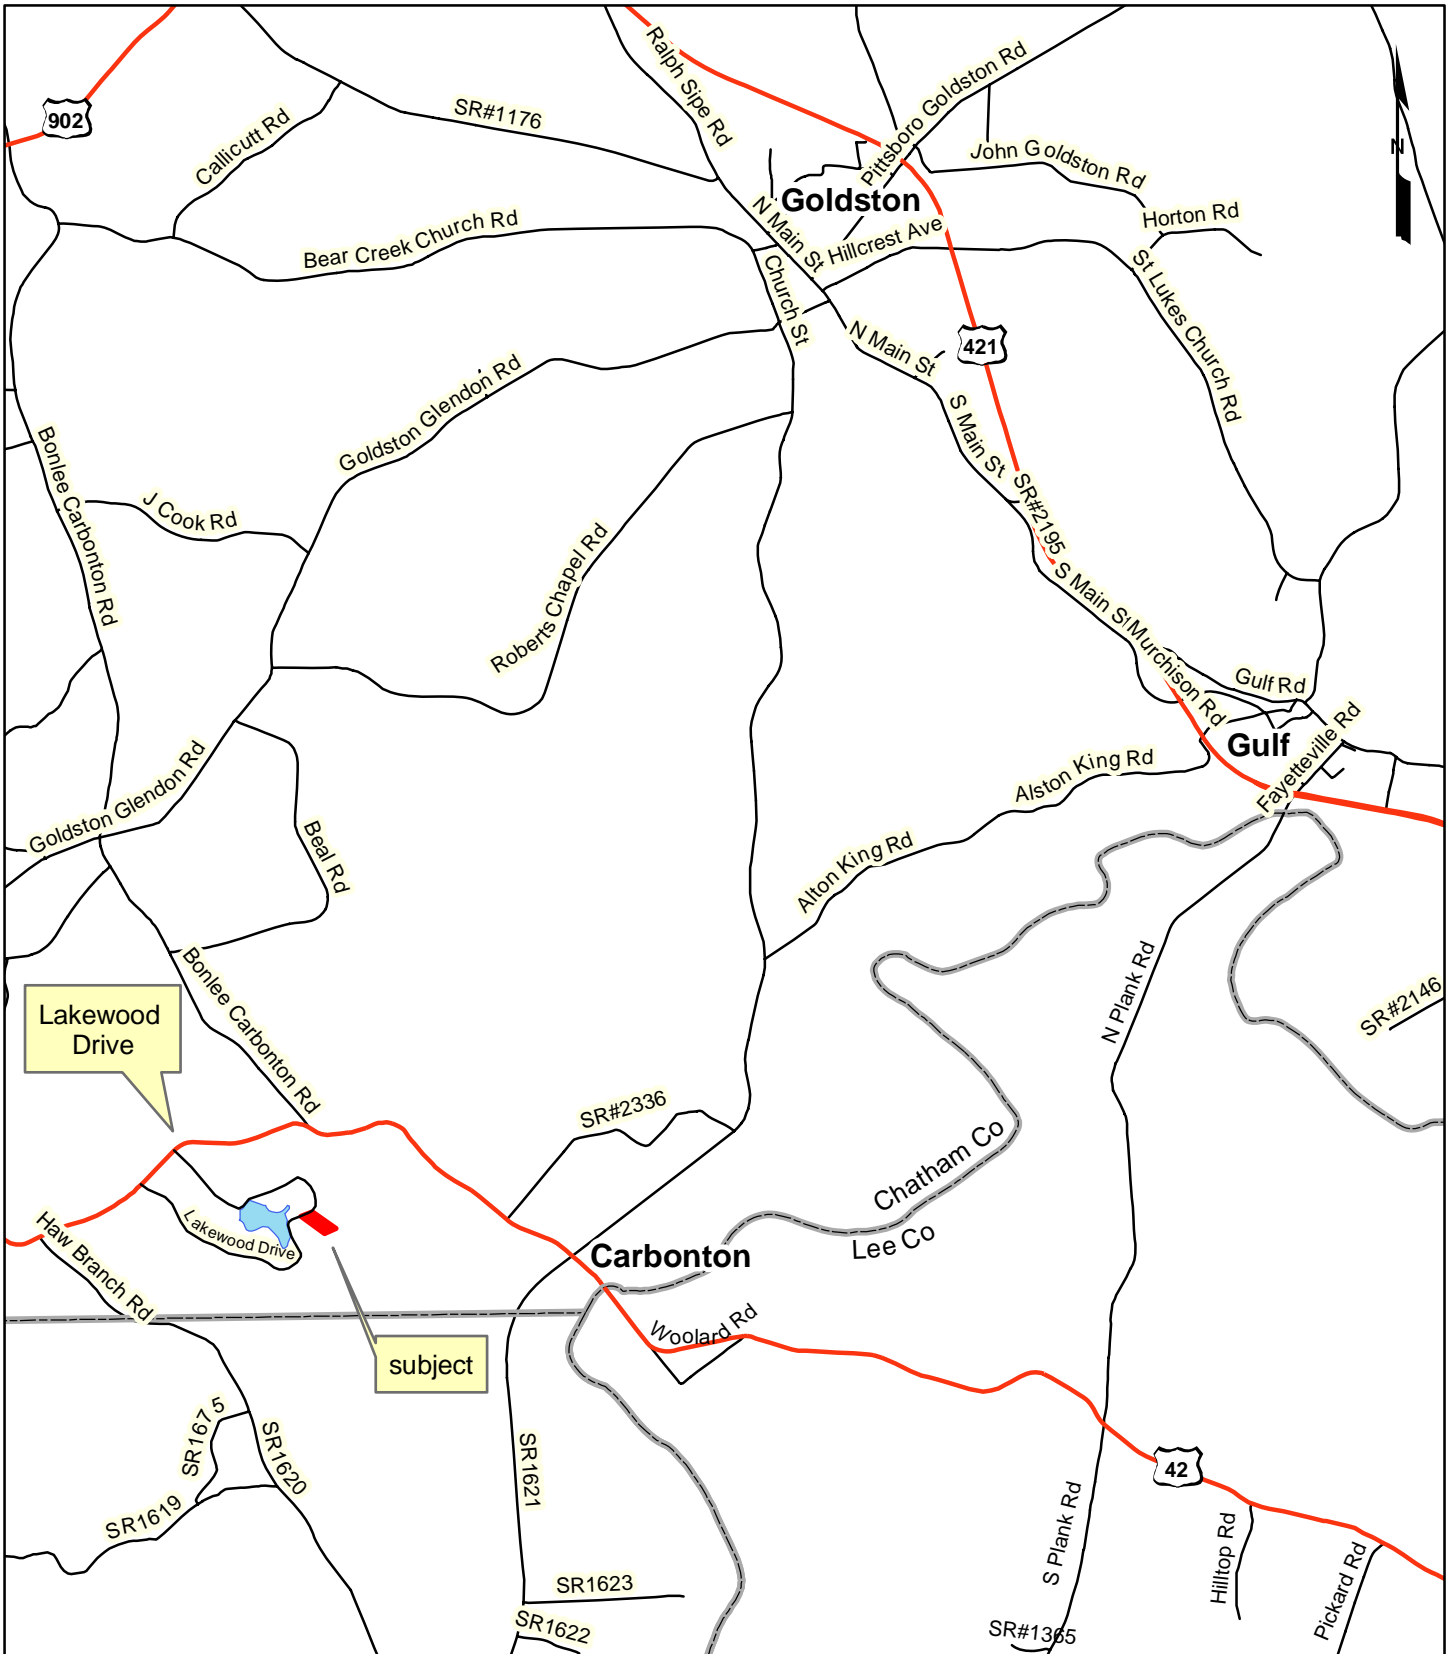 902
Callicutt Rd
SR#1176
Ralph Sipe Rd
Pittsboro Goldston Rd
John Goldston Rd
Horton Rd
N
Goldston
N Main St
Hillcrest Ave
Bear Creek Church Rd
Church St
St Lukes Church Rd
421
N Main St
Goldston Glendon Rd
S Main St
Bonlee Carbonton Rd
J Cook Rd
SR#2195
Roberts Chapel Rd
S Main St
Murchison Rd
Gulf Rd
Gulf
Fayetteville Rd
Alston King Rd
Goldston Glendon Rd
Beal Rd
Alton King Rd
Bonlee Carbonton Rd
N Plank Rd
SR#2146
Lakewood
Drive
SR#2336
Chatham Co
Lee Co
Haw Branch Rd
Lakewood Drive
Carbonton
Woolard Rd
subject
SR1675
SR1620
SR1621
42
SR1619
S Plank Rd
Hilltop Rd
Pickard Rd
SR1623
SR1622
SR#1365